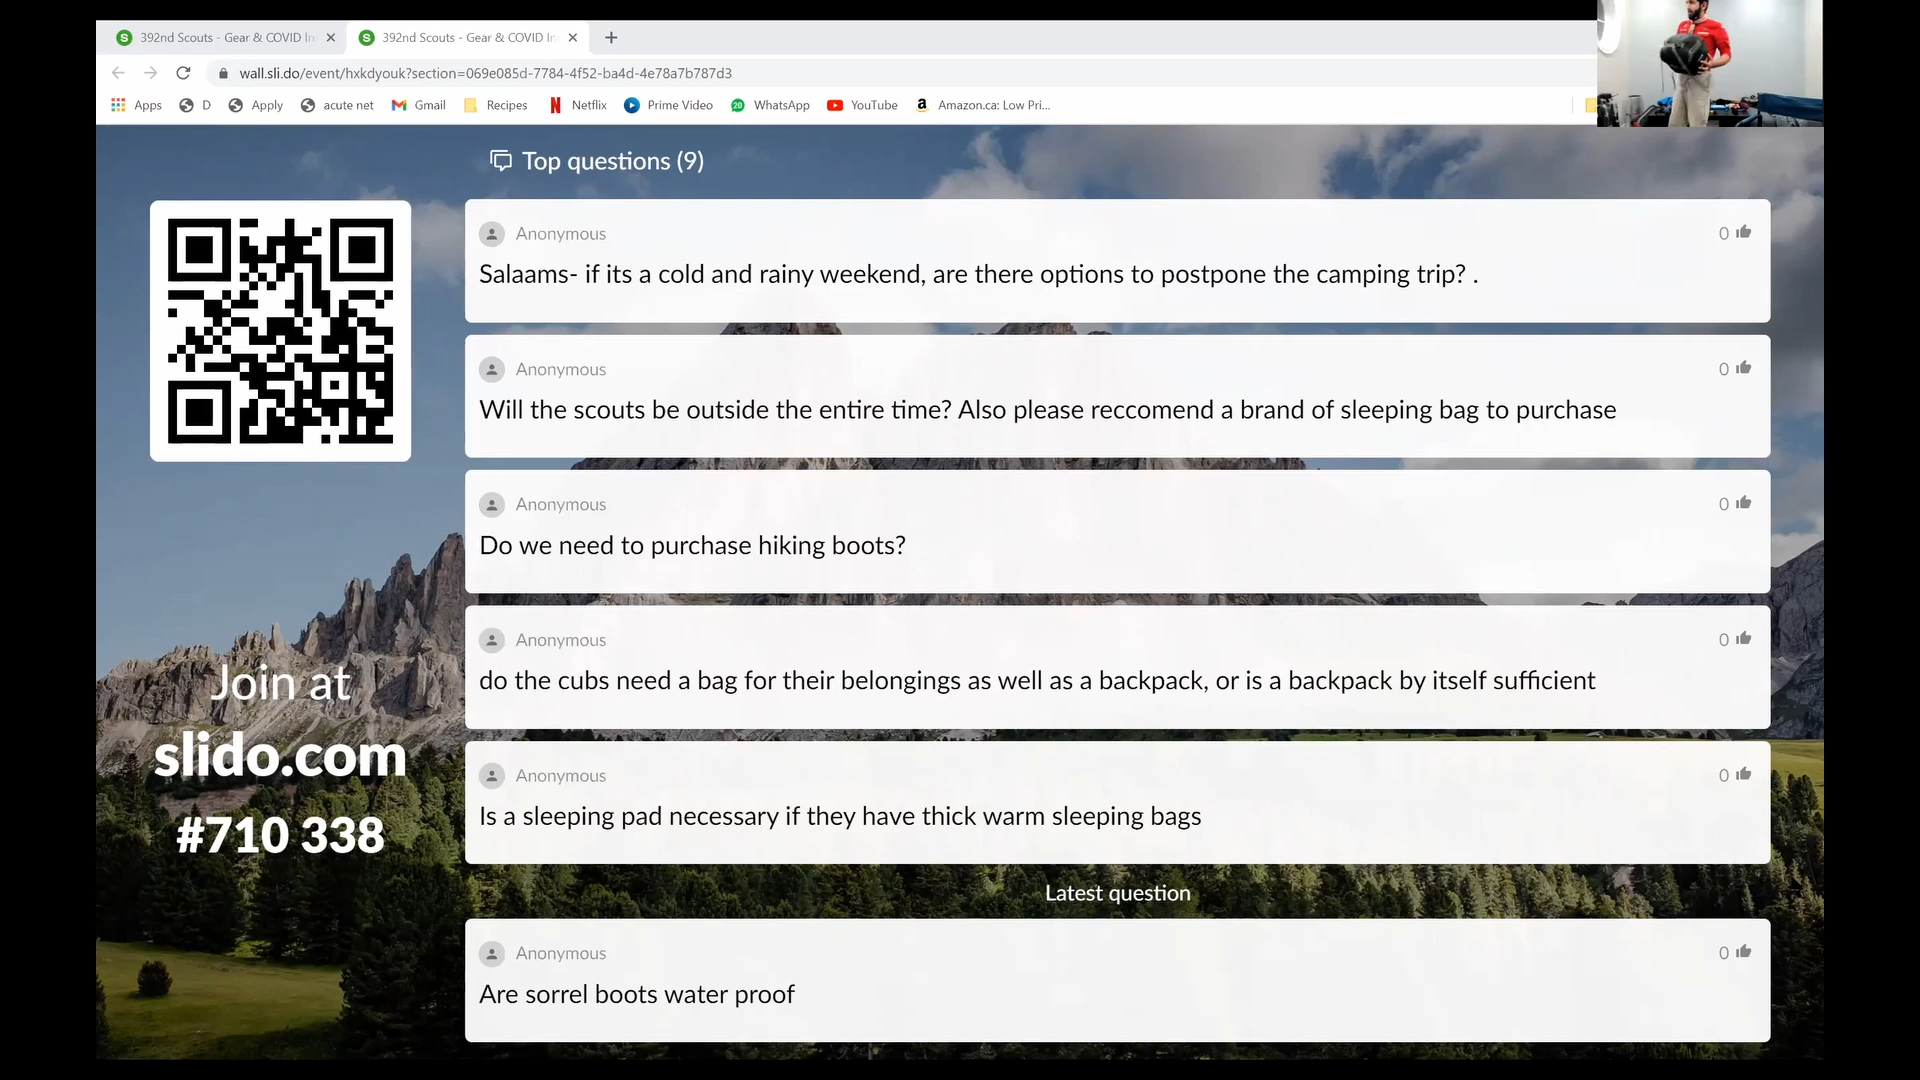 392nd Scouts - Gear & COVID In
392nd Scouts - Gear & COVID In
wall.sli.do/event/hxkdyouk?section=069e085d-7784-4f52-ba4d-4e78a7b787d3
Apps D Apply acute net Gmail Recipes Netflix Prime Video 20 WhatsApp YouTube Amazon.ca: Low Pri...
Top questions (9)
Anonymous 0
Salaams- if its a cold and rainy weekend, are there options to postpone the camping trip? .
Anonymous 0
Will the scouts be outside the entire time? Also please reccomend a brand of sleeping bag to purchase
Anonymous 0
Do we need to purchase hiking boots?
Anonymous 0
do the cubs need a bag for their belongings as well as a backpack, or is a backpack by itself sufficient
Anonymous 0
Is a sleeping pad necessary if they have thick warm sleeping bags
Latest question
Anonymous 0
Are sorrel boots water proof
Join at
slido.com
#710 338